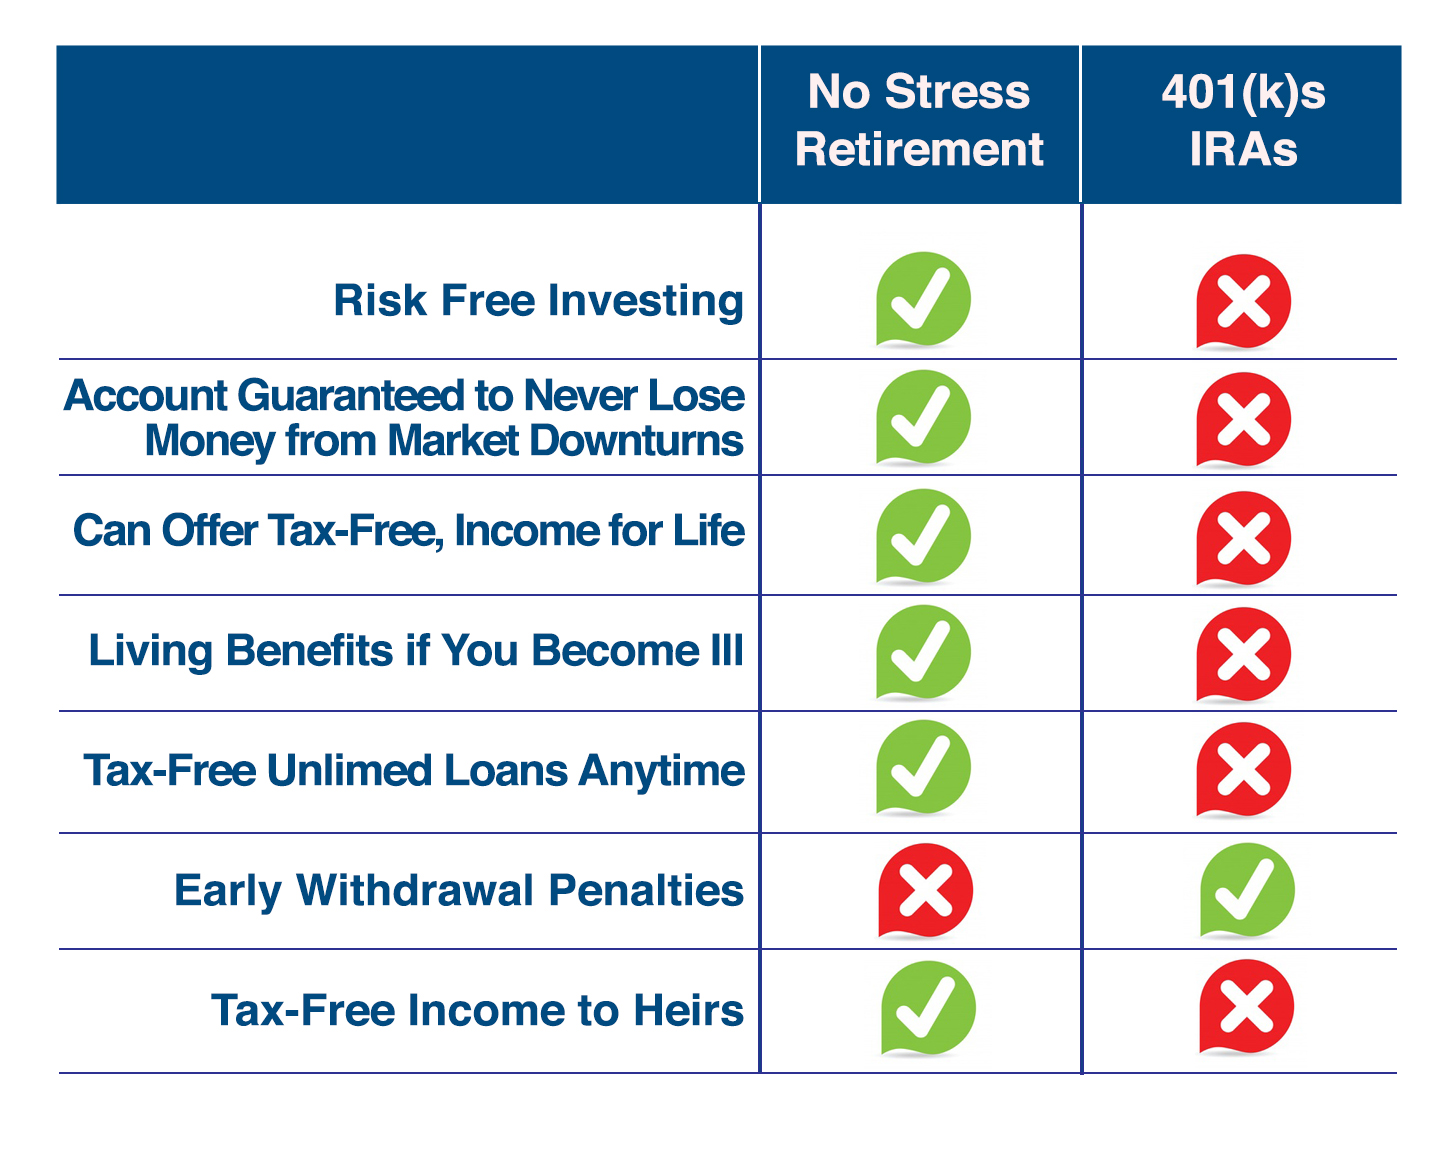 No Stress
Retirement
401(k)s
IRAs
Risk Free Investing
Account Guaranteed to Never Lose
Money from Market Downturns
Can Offer Tax-Free, Income for Life
Living Benefits if You Become Ill
Tax-Free Unlimed Loans Anytime
Early Withdrawal Penalties
Tax-Free Income to Heirs